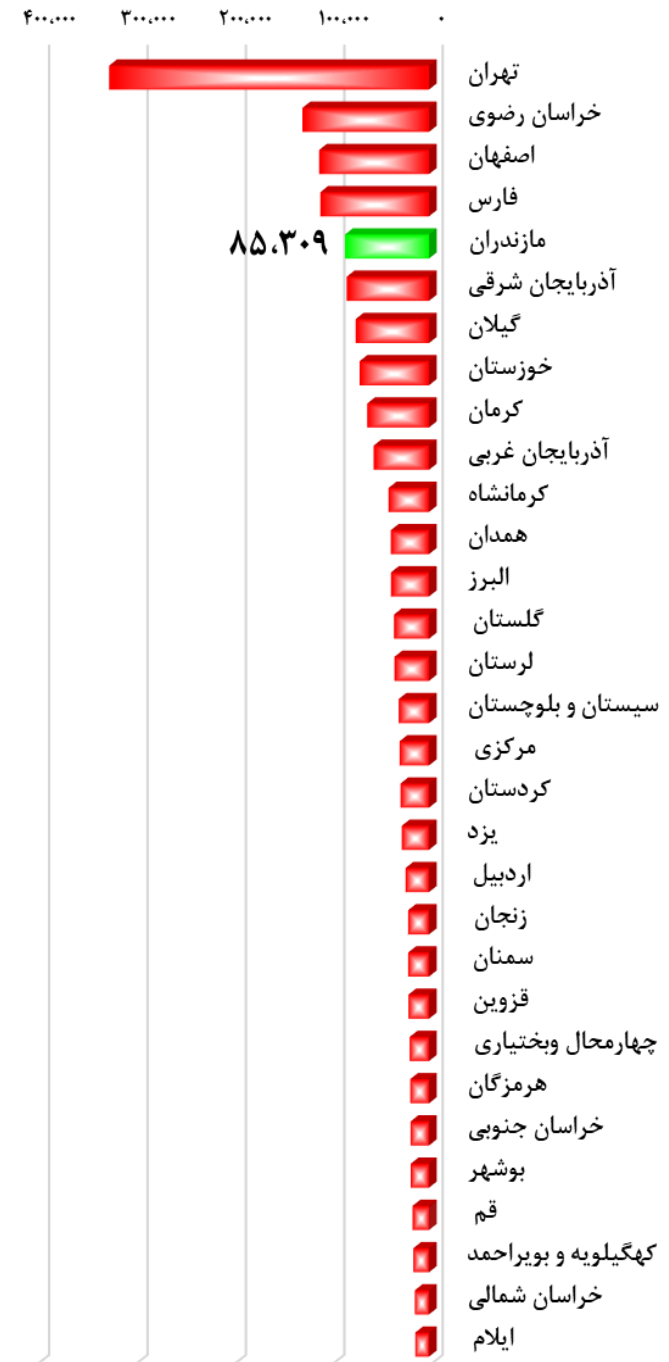 ۴۰۰،۰۰۰ ۳۰۰،۰۰۰ ۲۰۰،۰۰۰ ۱۰۰،۰۰۰ ۰
تهران
خراسان رضوی
اصفهان
فارس
مازندران ۸۵،۳۰۹
آذربایجان شرقی
گیلان
خوزستان
کرمان
آذربایجان غربی
کرمانشاه
همدان
البرز
گلستان
لرستان
سیستان و بلوچستان
مرکزی
کردستان
یزد
اردبیل
زنجان
سمنان
قزوین
چهارمحال وبختیاری
هرمزگان
خراسان جنوبی
بوشهر
قم
کهگیلویه و بویراحمد
خراسان شمالی
ایلام